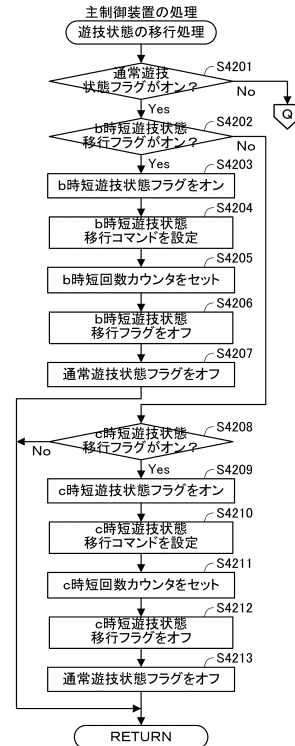 主制御装置の処理
遊技状態の移行処理
S4201
通常遊技
状態フラグがオン？
No
Q
Yes
S4202
b時短遊技状態
移行フラグがオン？
No
Yes
S4203
b時短遊技状態フラグをオン
S4204
b時短遊技状態
移行コマンドを設定
S4205
b時短回数カウンタをセット
S4206
b時短遊技状態
移行フラグをオフ
S4207
通常遊技状態フラグをオフ
S4208
c時短遊技状態
移行フラグがオン？
No
Yes
S4209
c時短遊技状態フラグをオン
S4210
c時短遊技状態
移行コマンドを設定
S4211
c時短回数カウンタをセット
S4212
c時短遊技状態
移行フラグをオフ
S4213
通常遊技状態フラグをオフ
RETURN